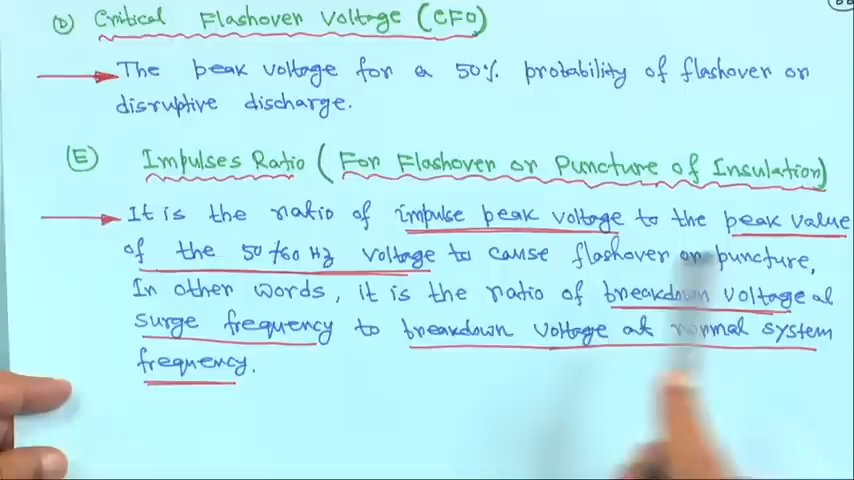 (D) Critical Flashover Voltage (CFO)
The peak voltage for a 50% probability of flashover or
disruptive discharge.
(E) Impulses Ratio (For Flashover or Puncture of Insulation)
It is the ratio of impulse peak voltage to the peak value
of the 50/60 Hz voltage to cause flashover or puncture,
In other words, it is the ratio of breakdown voltage at
surge frequency to breakdown voltage at normal system
frequency.